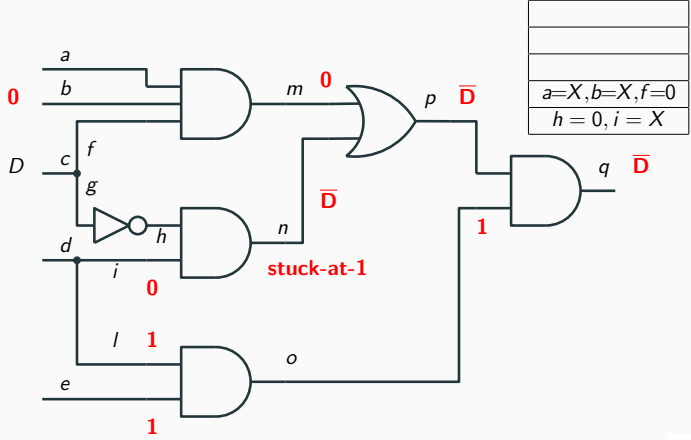 a
a=X,b=X,f=0
h = 0, i = X
0
b
m
0
p
D̅
D
c
f
g
q
D̅
D̅
1
h
n
d
i
0
stuck-at-1
l
1
o
e
1